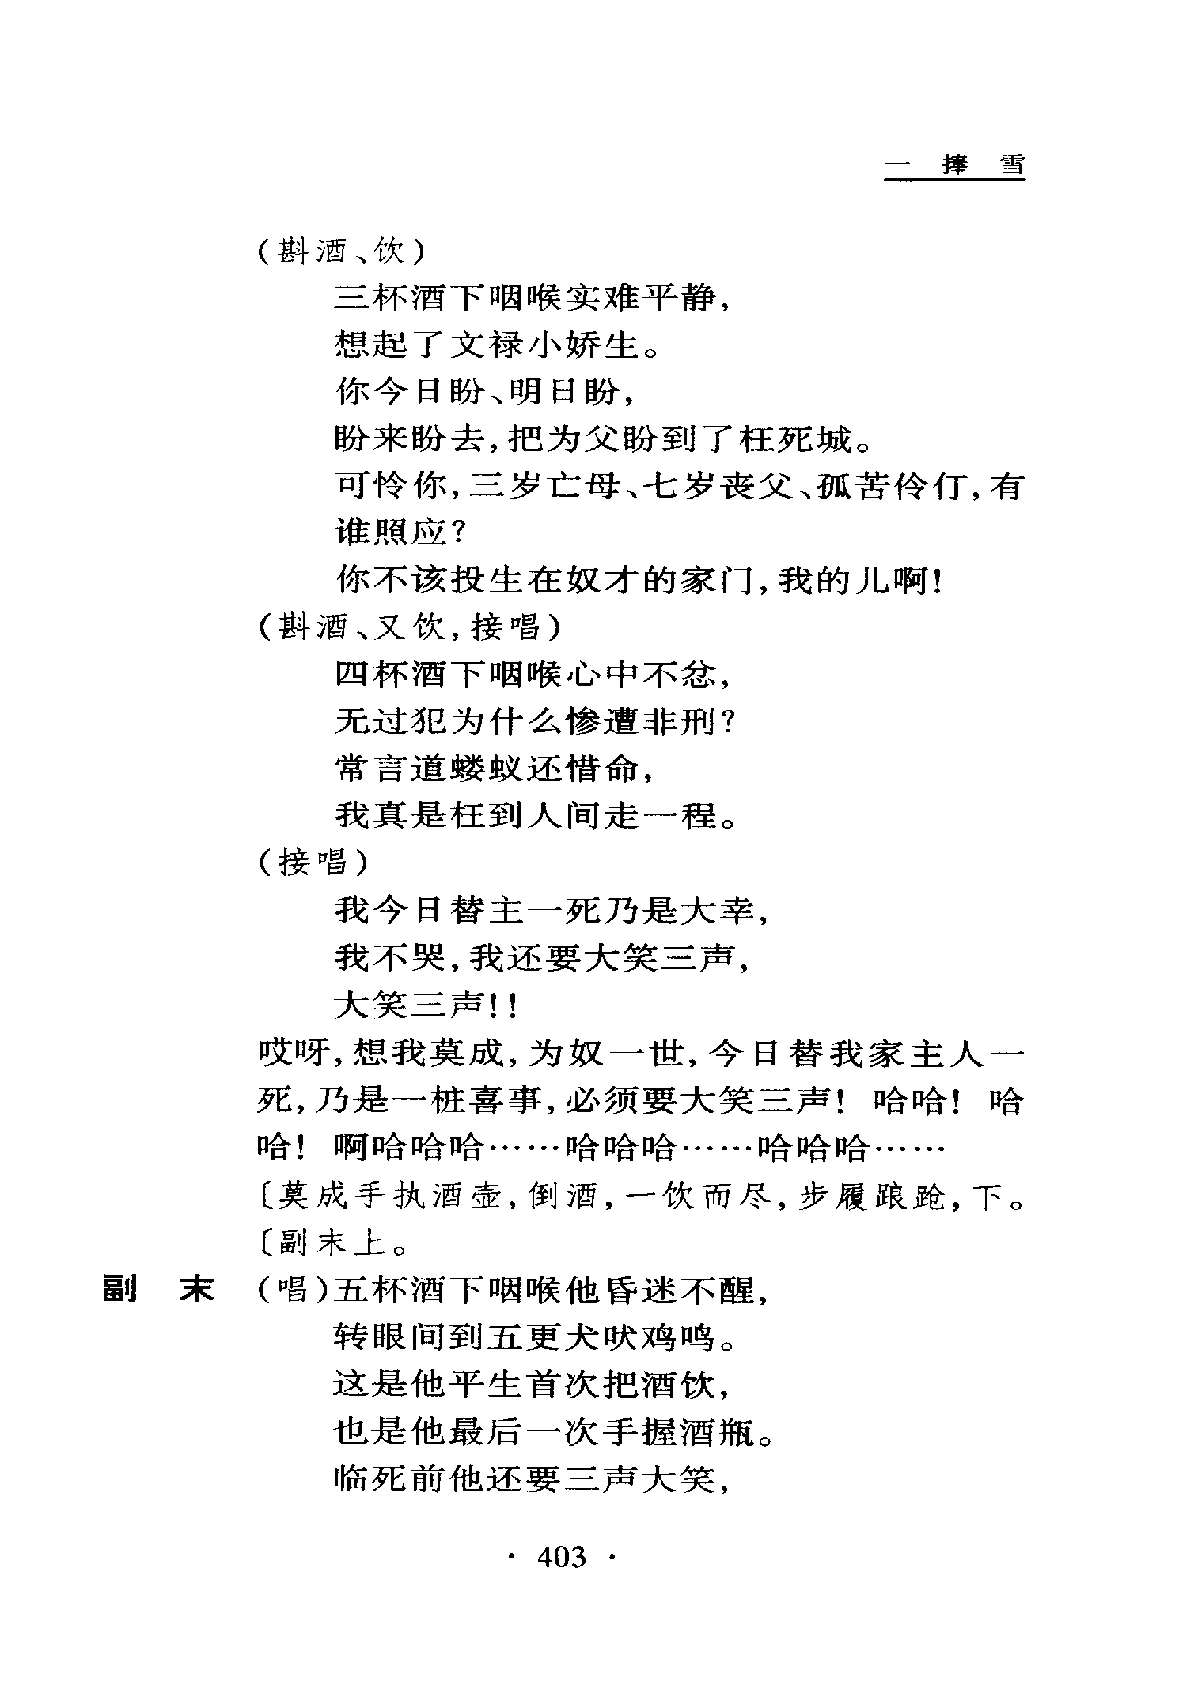 一捧雪
(斟酒、饮)
三杯酒下咽喉实难平静,
想起了文禄小娇生。
你今日盼、明日盼,
盼来盼去,把为父盼到了枉死城。
可怜你,三岁亡母、七岁丧父、孤苦伶仃,有
谁照应?
你不该投生在奴才的家门,我的儿啊!
(斟酒、又饮,接唱)
四杯酒下咽喉心中不忿,
无过犯为什么惨遭非刑?
常言道蝼蚁还惜命,
我真是枉到人间走一程。
(接唱)
我今日替主一死乃是大幸,
我不哭,我还要大笑三声,
大笑三声!!
哎呀,想我莫成,为奴一世,今日替我家主人一
死,乃是一桩喜事,必须要大笑三声! 哈哈! 哈
哈! 啊哈哈哈……哈哈哈……哈哈哈……
〔莫成手执酒壶,倒酒,一饮而尽,步履踉跄,下。
〔副末上。
副 末 (唱)五杯酒下咽喉他昏迷不醒,
转眼间到五更犬吠鸡鸣。
这是他平生首次把酒饮,
也是他最后一次手握酒瓶。
临死前他还要三声大笑,
· 403 ·